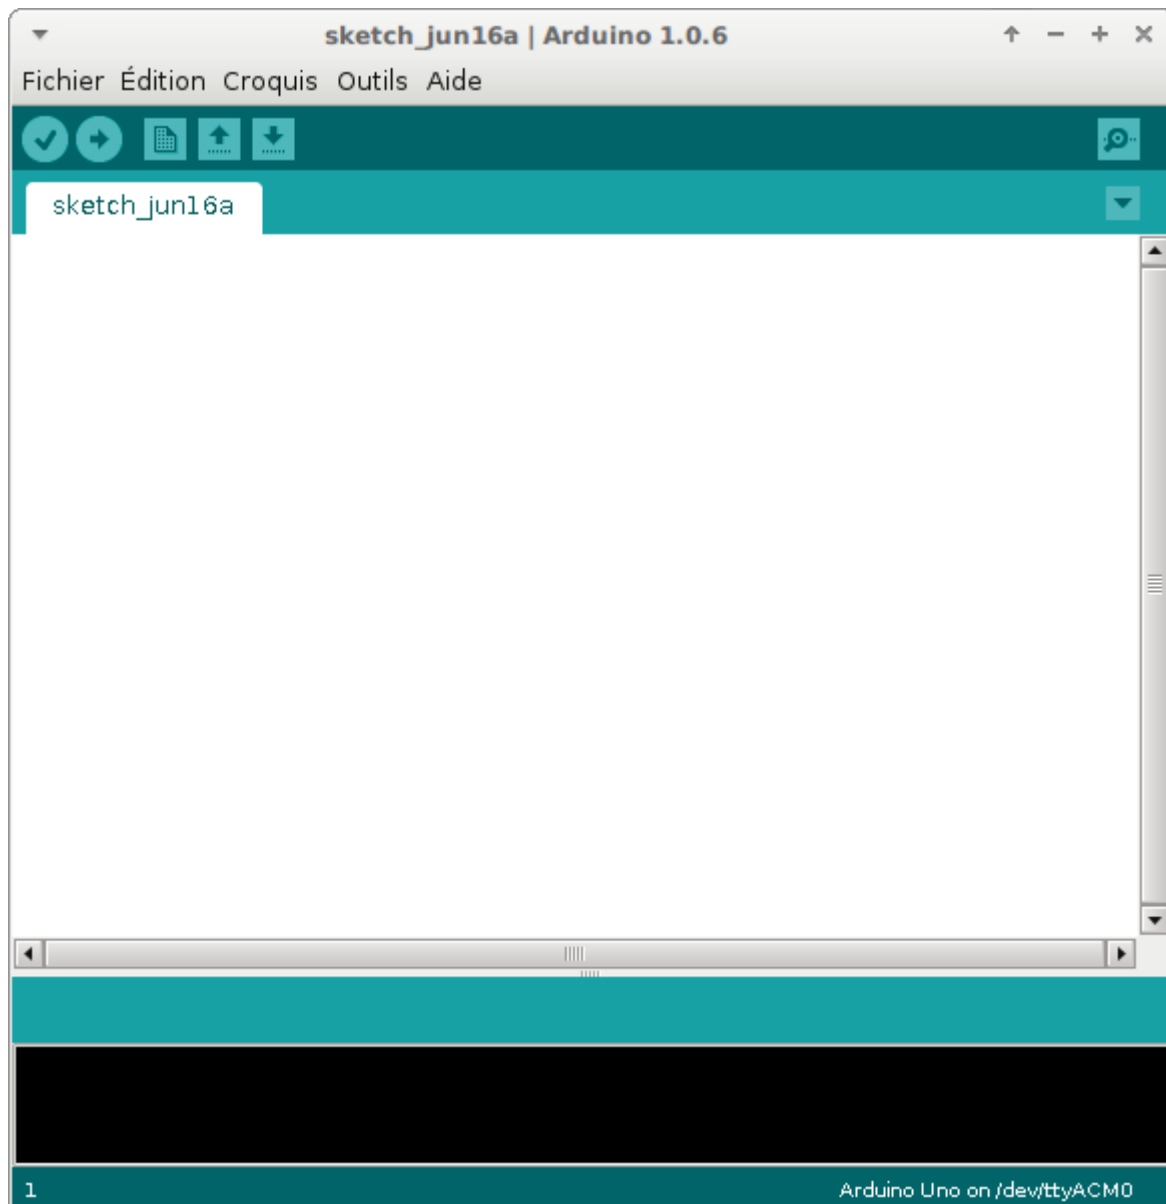 sketch_jun16a | Arduino 1.0.6
Fichier Édition Croquis Outils Aide
sketch_jun16a
1 Arduino Uno on /dev/ttyACM0